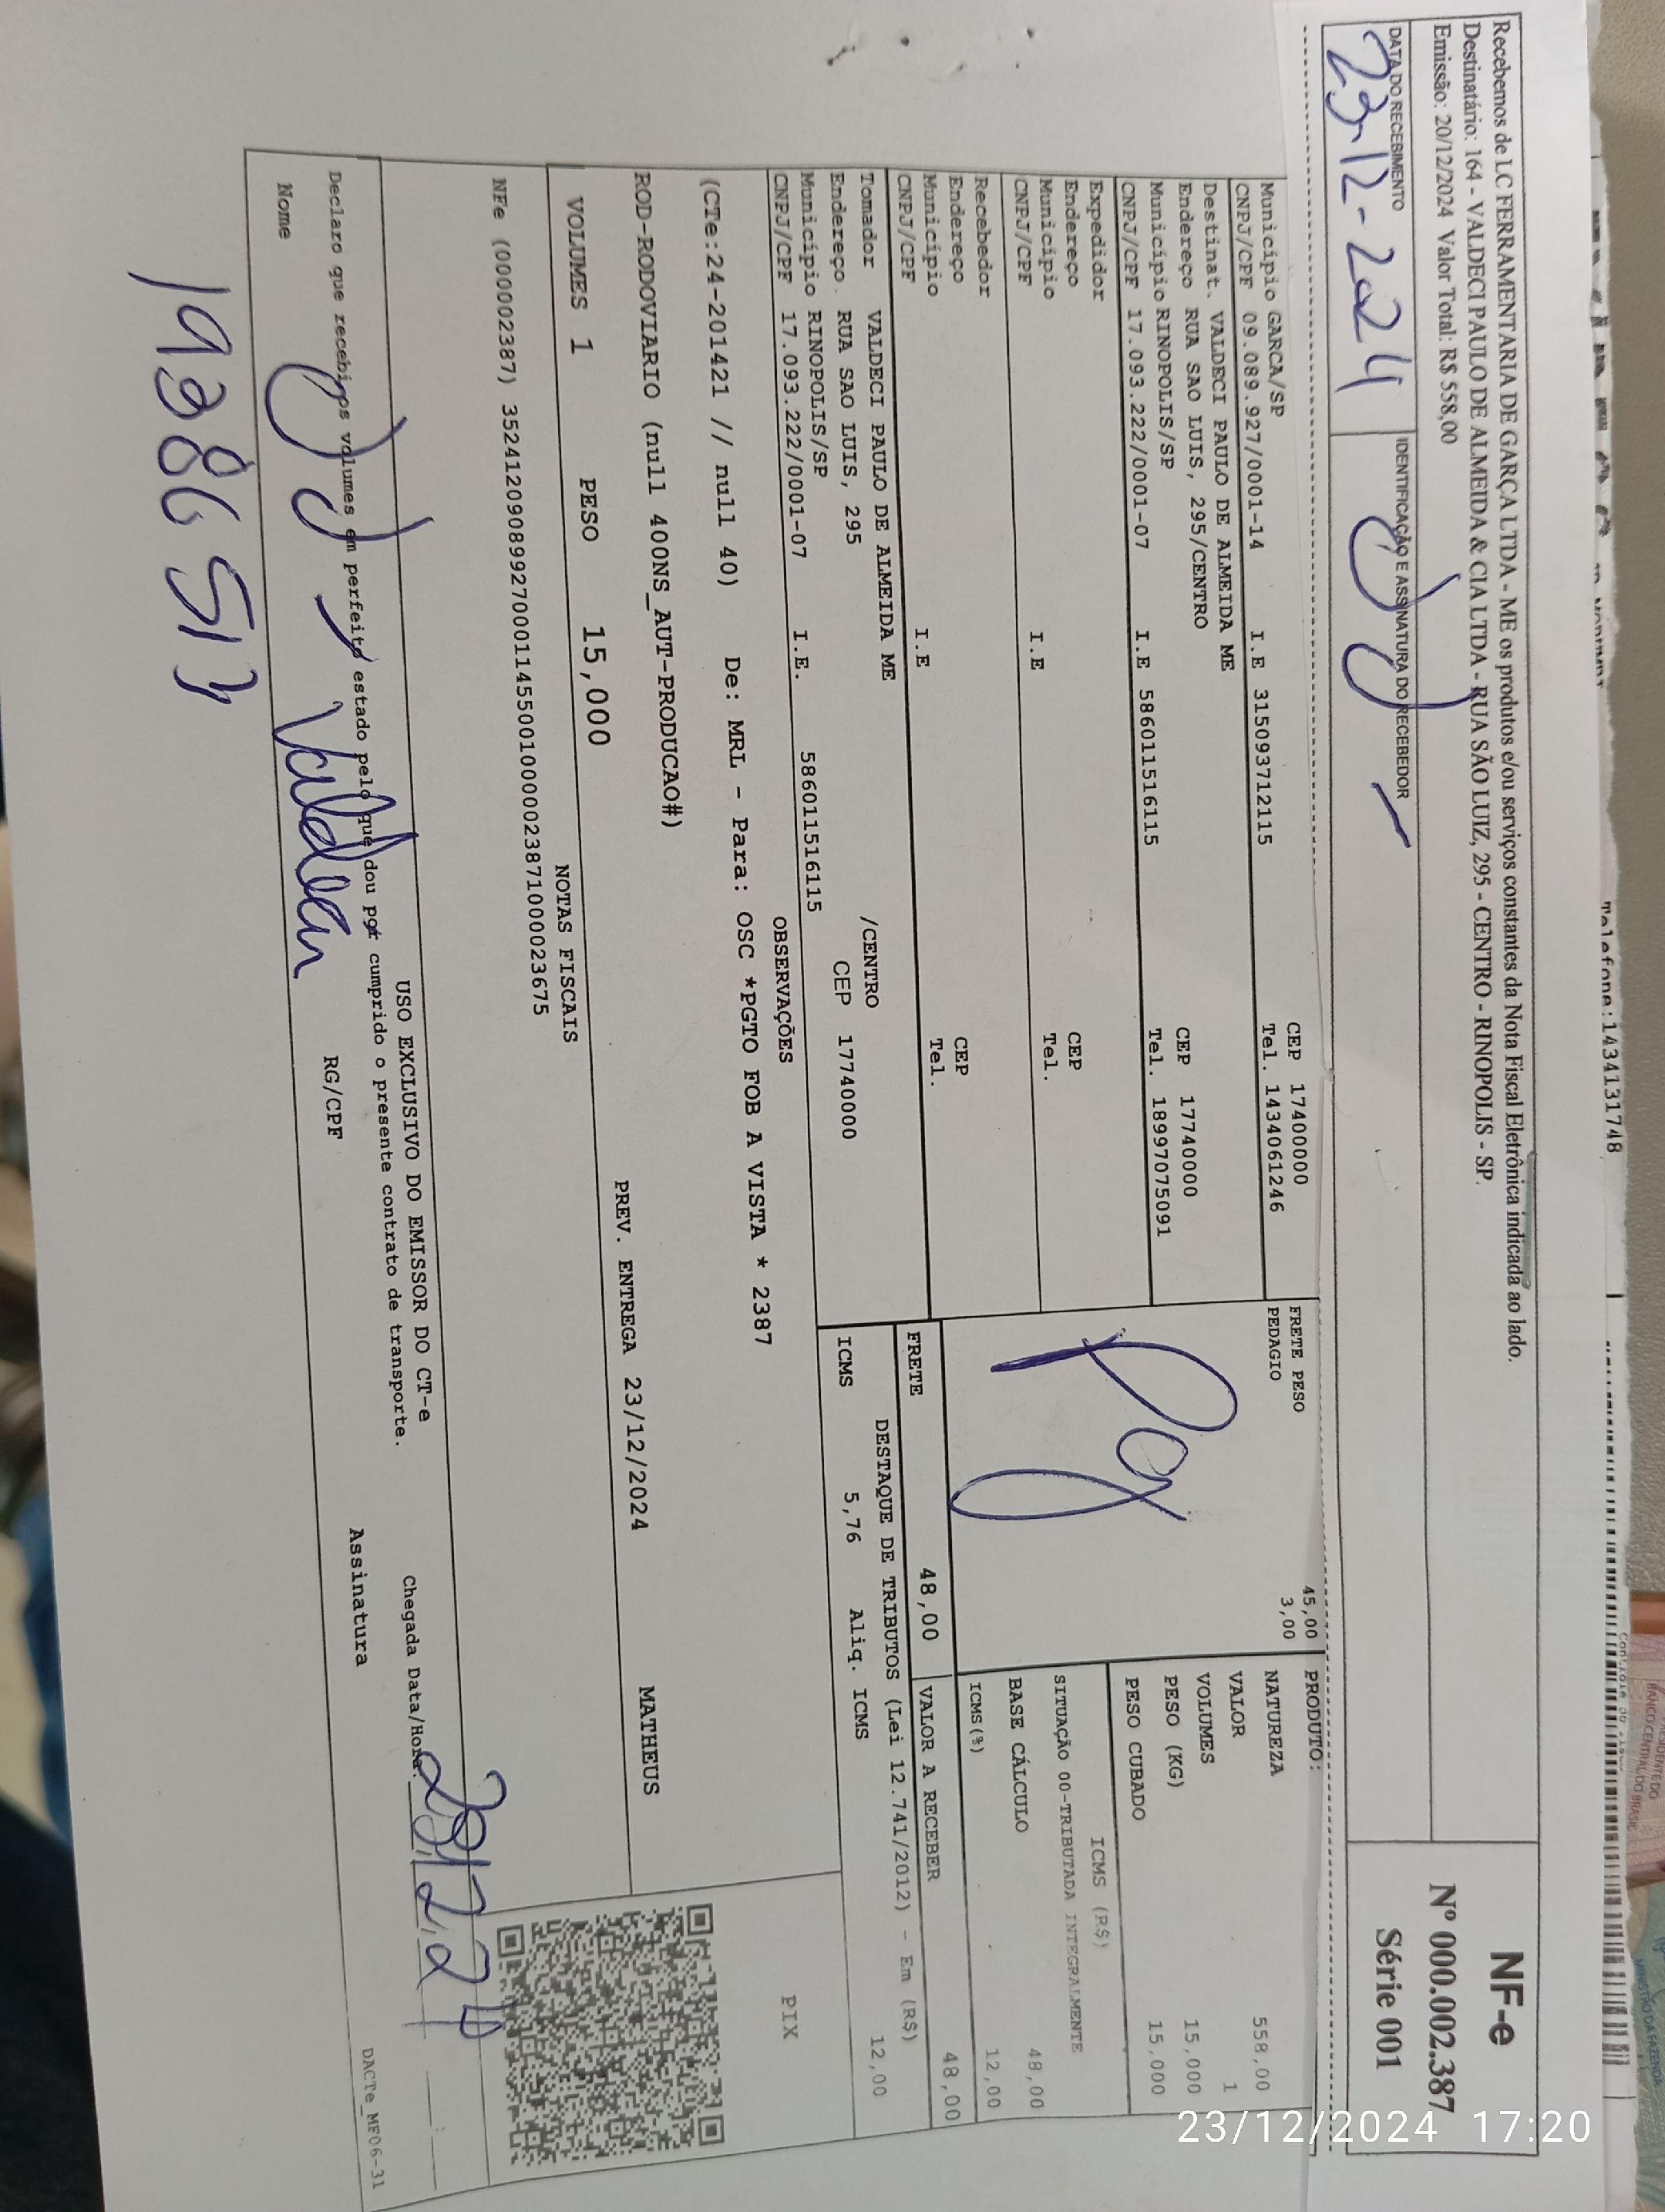 Telefone:1434131748
Recebemos de LC FERRAMENTARIA DE GARÇA LTDA - ME os produtos e/ou serviços constantes da Nota Fiscal Eletrônica indicada ao lado.
Destinatário: 164 - VALDECI PAULO DE ALMEIDA & CIA LTDA - RUA SÃO LUIZ, 295 - CENTRO - RINOPOLIS - SP.
Emissão: 20/12/2024 Valor Total: R$ 558,00
NF-e
Nº 000.002.387
Série 001
DATA DO RECEBIMENTO
IDENTIFICAÇÃO E ASSINATURA DO RECEBEDOR
23-12-2024
Município GARCA/SP CEP 17400000
CNPJ/CPF 09.089.927/0001-14 I.E 315093712115 Tel. 1434061246
Destinat. VALDECI PAULO DE ALMEIDA ME
Endereço RUA SAO LUIS, 295/CENTRO CEP 17740000
Município RINOPOLIS/SP
CNPJ/CPF 17.093.222/0001-07 I.E 586011516115 Tel. 18997075091
Expedidor
Endereço CEP
Município
CNPJ/CPF I.E Tel.
Recebedor
Endereço CEP
Município
CNPJ/CPF I.E Tel.
Tomador VALDECI PAULO DE ALMEIDA ME
Endereço RUA SAO LUIS, 295 /CENTRO
Município RINOPOLIS/SP CEP 17740000
CNPJ/CPF 17.093.222/0001-07 I.E. 586011516115
FRETE PESO 45,00
PEDAGIO 3,00
Pg
FRETE 48,00
PRODUTO:
NATUREZA
VALOR 558,00
VOLUMES 1
PESO (KG) 15,000
PESO CUBADO 15,000
ICMS (R$)
SITUAÇÃO 00-TRIBUTADA INTEGRALMENTE
BASE CÁLCULO 48,00
ICMS(%) 12,00
VALOR A RECEBER 48,00
DESTAQUE DE TRIBUTOS (Lei 12.741/2012) - Em (R$)
ICMS 5,76 Aliq. ICMS 12,00
OBSERVAÇÕES
(CTe:24-201421 // null 40) De: MRL - Para: OSC *PGTO FOB A VISTA * 2387
ROD-RODOVIARIO (null 400NS_AUT-PRODUCAO#)
PIX
VOLUMES 1 PESO 15,000 PREV. ENTREGA 23/12/2024 MATHEUS
NOTAS FISCAIS
NFe (000002387) 35241209089927000114550010000023871000023675
USO EXCLUSIVO DO EMISSOR DO CT-e
Declaro que recebi os volumes em perfeito estado pelo que dou por cumprido o presente contrato de transporte.
Chegada Data/Hora: 23/12/24
Nome
RG/CPF
Assinatura
DACTe_MF06-31
23/12/2024 17:20
BANCO CENTRAL DO BRASIL
MINISTRO DA FAZENDA